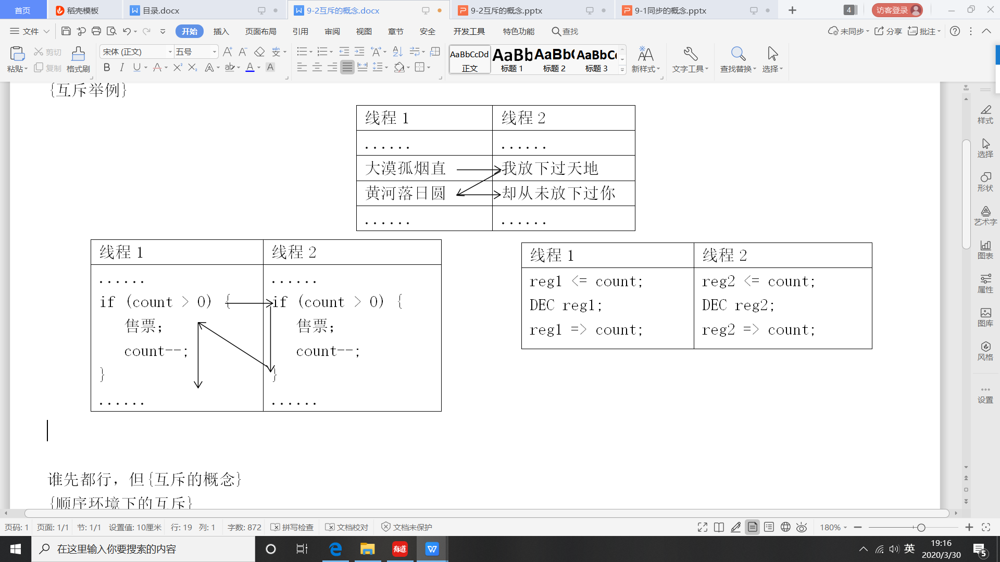 首页 稻壳模板 目录.docx 9-2互斥的概念.docx 9-2互斥的概念.pptx 9-1同步的概念.pptx 4 访客登录
文件 开始 插入 页面布局 引用 审阅 视图 章节 安全 开发工具 特色功能 查找 未同步 分享 批注
粘贴 剪切 复制 格式刷 宋体 (正文) 五号
AaBbCcDd 正文 AaBb 标题 1 AaBb 标题 2 AaBbC 标题 3 新样式 文字工具 查找替换 选择
{互斥举例}
线程 1 线程 2
...... ......
大漠孤烟直 我放下过天地
黄河落日圆 却从未放下过你
...... ......
线程 1 线程 2
...... ......
if (count > 0) { if (count > 0) {
售票; 售票;
count--; count--;
} }
...... ......
线程 1 线程 2
reg1 <= count; reg2 <= count;
DEC reg1; DEC reg2;
reg1 => count; reg2 => count;
谁先都行，但{互斥的概念}
{顺序环境下的互斥}
样式
选择
形状
艺术字
图表
属性
图库
风格
设置
页码: 1 页面: 1/1 节: 1/1 设置值: 10厘米 行: 19 列: 1 字数: 872 拼写检查 文档校对 文档未保护 180%
在这里输入你要搜索的内容 有道 英 19:16
2020/3/30 5